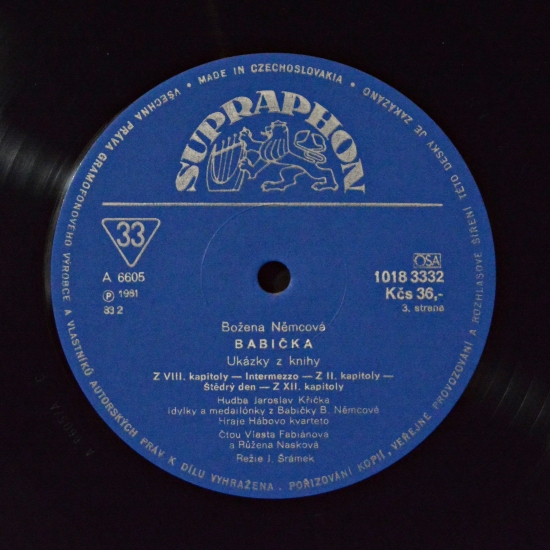 VŠECHNA PRÁVA GRAMOFONOVÉHO VÝROBCE A VLASTNÍKŮ AUTORSKÝCH PRÁV K DÍLU VYHRAŽENA . POŘIZOVÁNÍ KOPIÍ, VEŘEJNÉ PROVOZOVÁNÍ A ROZHLASOVÉ ŠÍŘENÍ TÉTO DESKY JE ZAKÁZÁNO • MADE IN CZECHOSLOVAKIA •
SUPRAPHON
33
A 6605
Ⓟ 1961
83 2
OSA
1018 3332
Kčs 36,-
3. strana
Božena Němcová
BABIČKA
Ukázky z knihy
Z VIII. kapitoly — Intermezzo — Z II. kapitoly —
Štědrý den — Z XII. kapitoly
Hudba Jaroslav Křička
Idylky a medailónky z Babičky B. Němcové
Hraje Hábovo kvarteto
Čtou Vlasta Fabiánová
a Růžena Nasková
Režie J. Šrámek